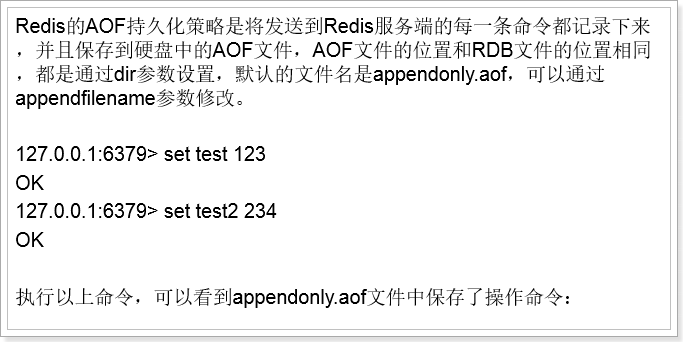 Redis的AOF持久化策略是将发送到Redis服务端的每一条命令都记录下来
，并且保存到硬盘中的AOF文件，AOF文件的位置和RDB文件的位置相同
，都是通过dir参数设置，默认的文件名是appendonly.aof，可以通过
appendfilename参数修改。
127.0.0.1:6379> set test 123
OK
127.0.0.1:6379> set test2 234
OK
执行以上命令，可以看到appendonly.aof文件中保存了操作命令：